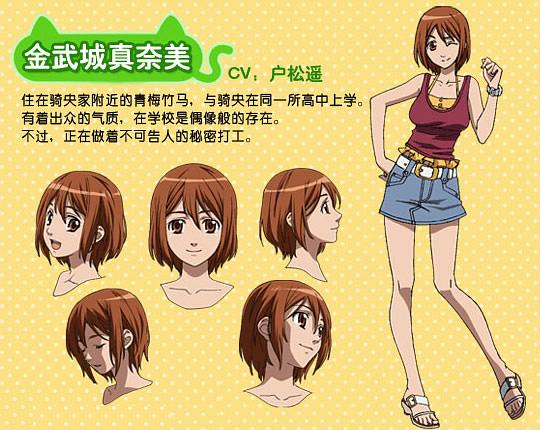 金武城真奈美
CV：户松遥
住在骑央家附近的青梅竹马，与骑央在同一所高中上学。
有着出众的气质，在学校是偶像般的存在。
不过，正在做着不可告人的秘密打工。